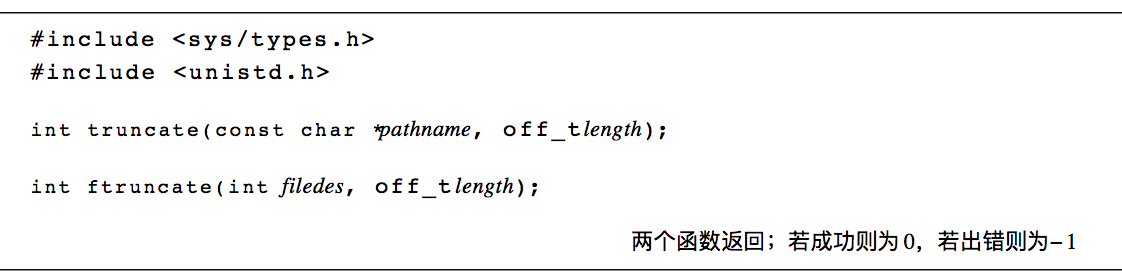 #include <sys/types.h>
#include <unistd.h>
int truncate(const char *pathname, off_t length);
int ftruncate(int filedes, off_t length);
两个函数返回；若成功则为0，若出错则为-1